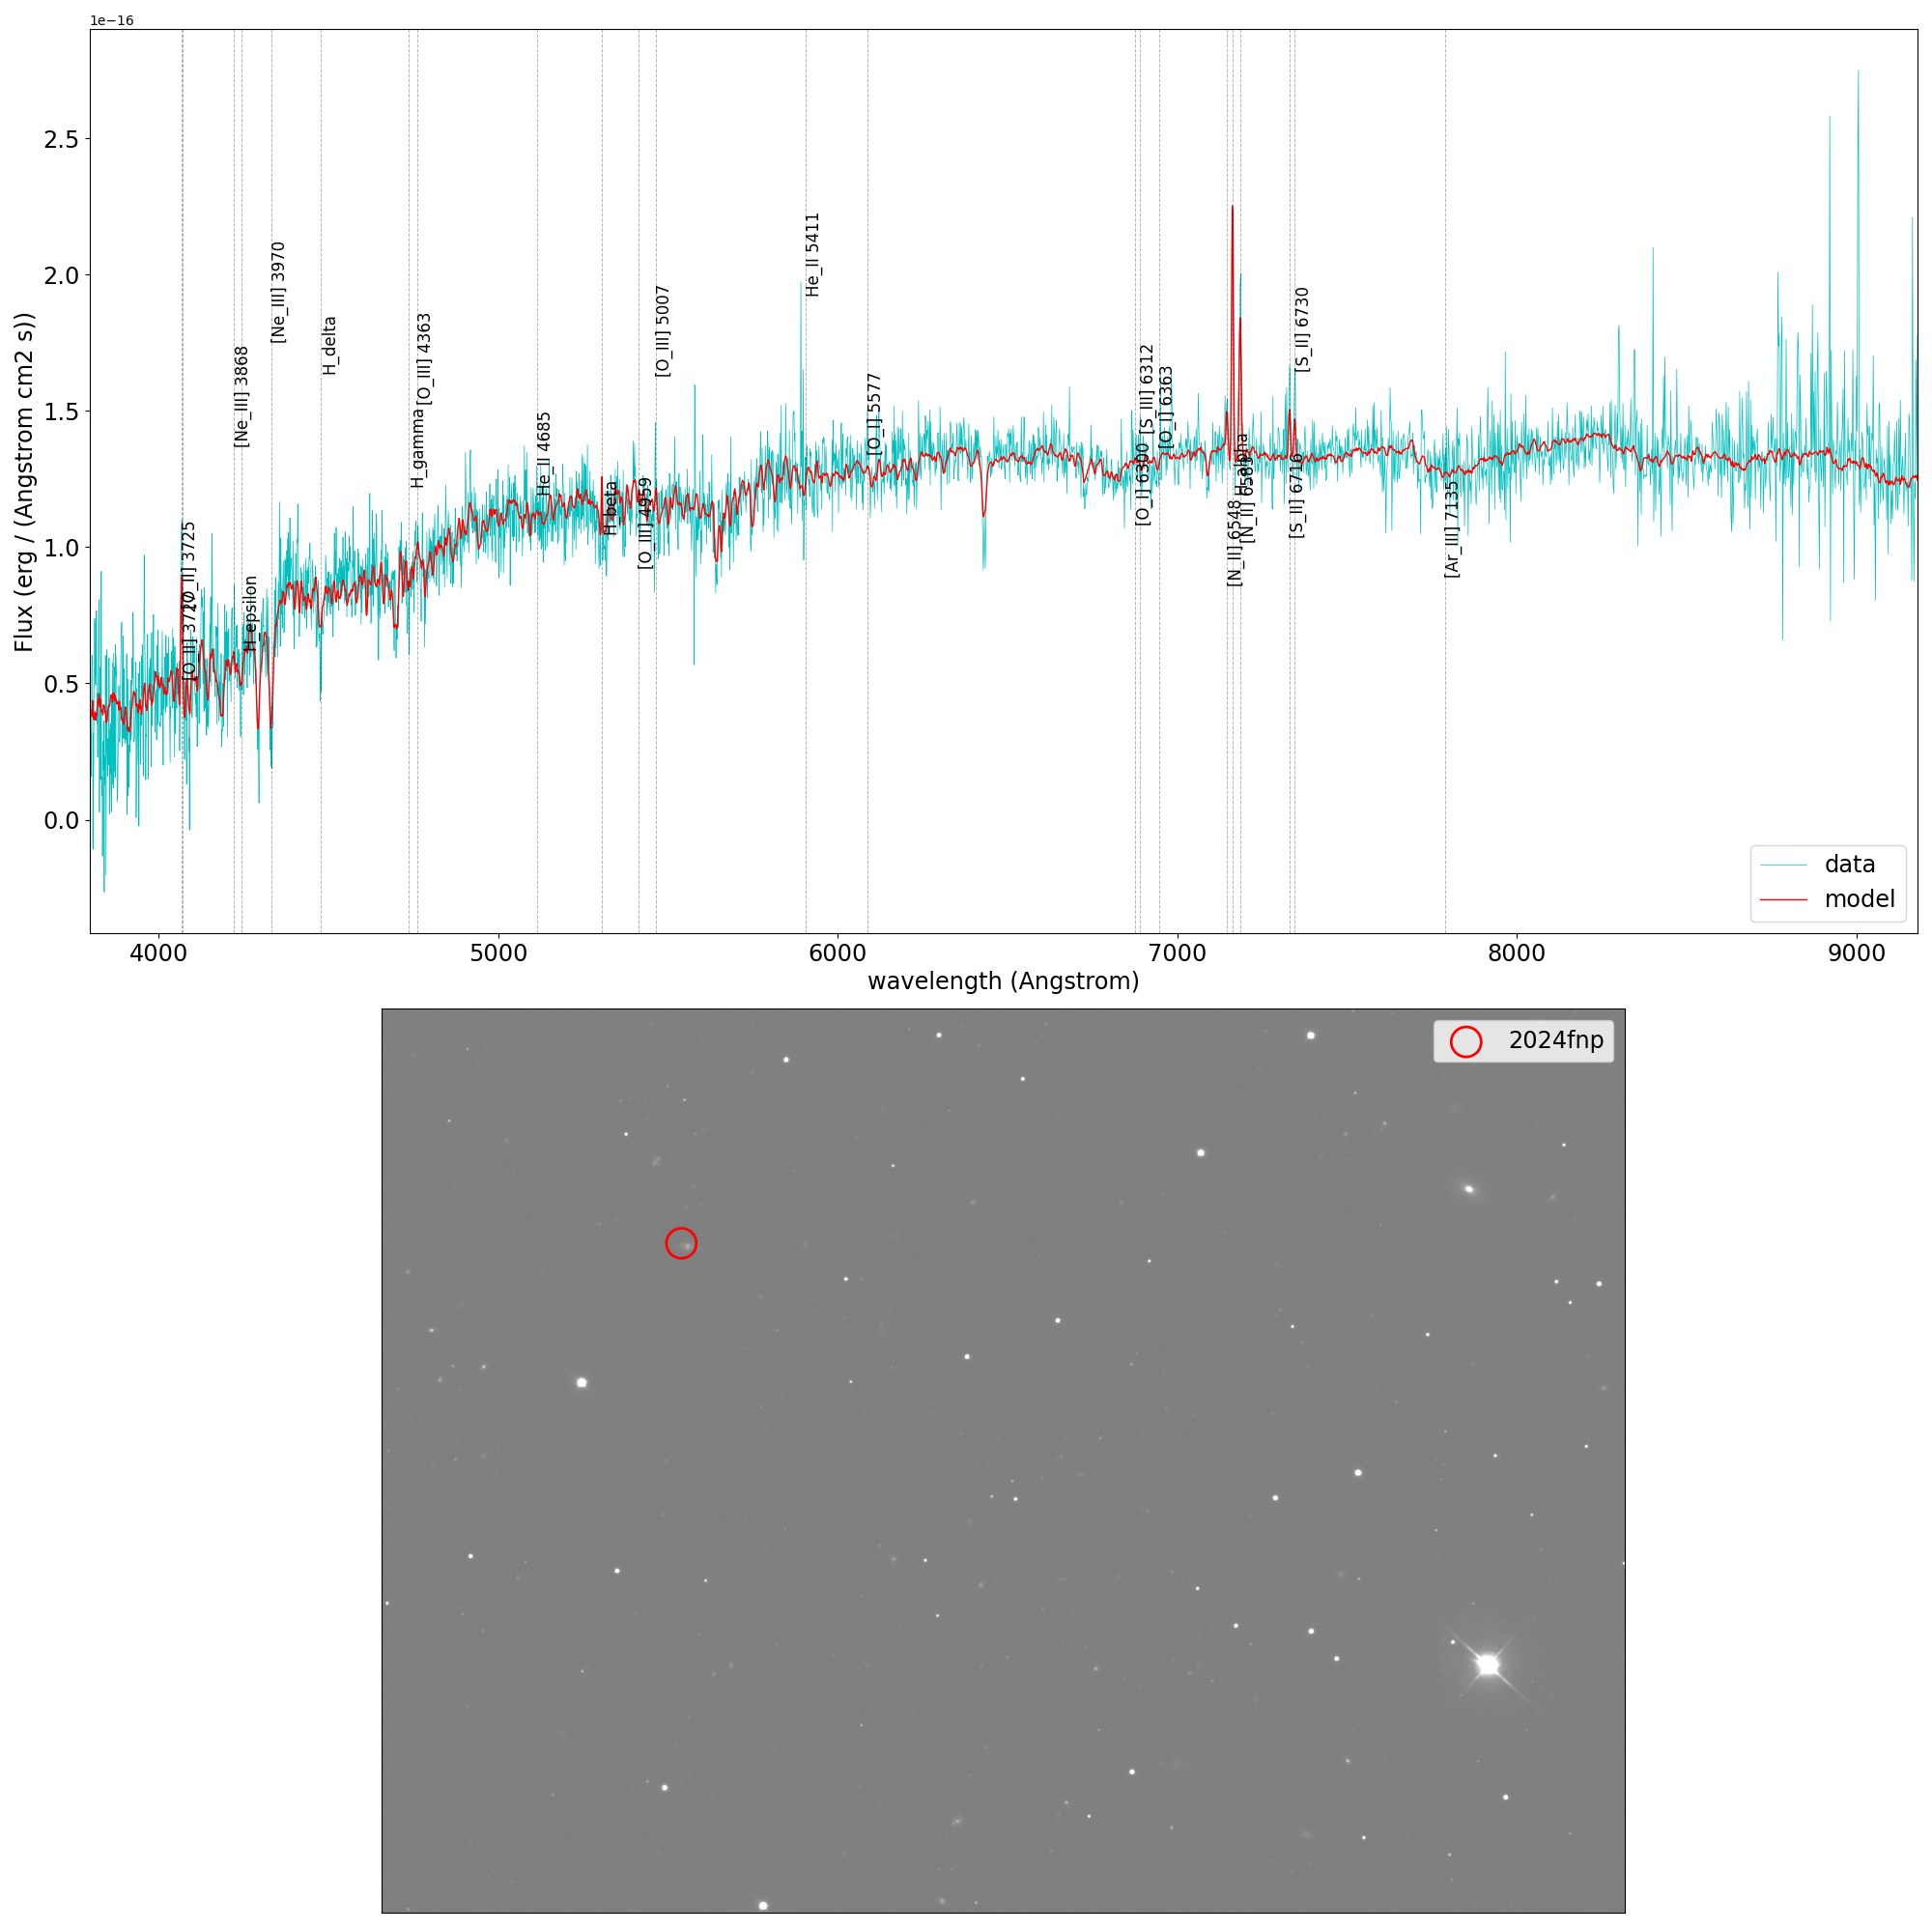 1e−16
Flux (erg / (Angstrom cm2 s))
2.5
2.0
1.5
1.0
0.5
0.0
[O_II] 3725
[Ne_III] 3868
H_epsilon
[Ne_III] 3970
H_delta
H_gamma
[O_III] 4363
He_II 4685
H_beta
[O_III] 4959
[O_III] 5007
He_II 5411
[O_I] 5577
[O_I] 6300
[S_III] 6312
[O_I] 6363
[N_II] 6548
H_alpha
[S_II] 6716
[S_II] 6730
[Ar_III] 7135
data
model
4000 5000 6000 7000 8000 9000
wavelength (Angstrom)
2024fnp